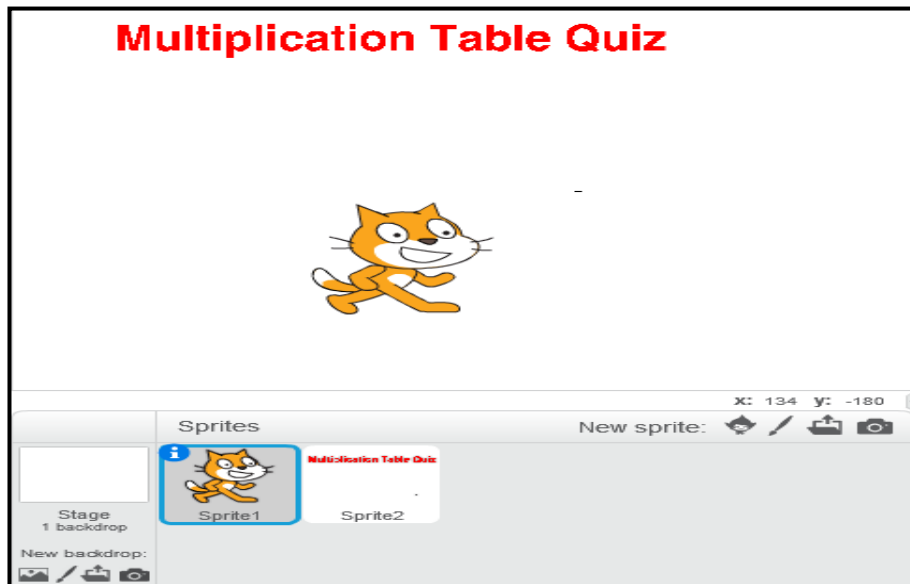 Multiplication Table Quiz
x: 134 y: -180
Sprites
New sprite:
Multiplication Table Quiz
Sprite1
Sprite2
Stage
1 backdrop
New backdrop: